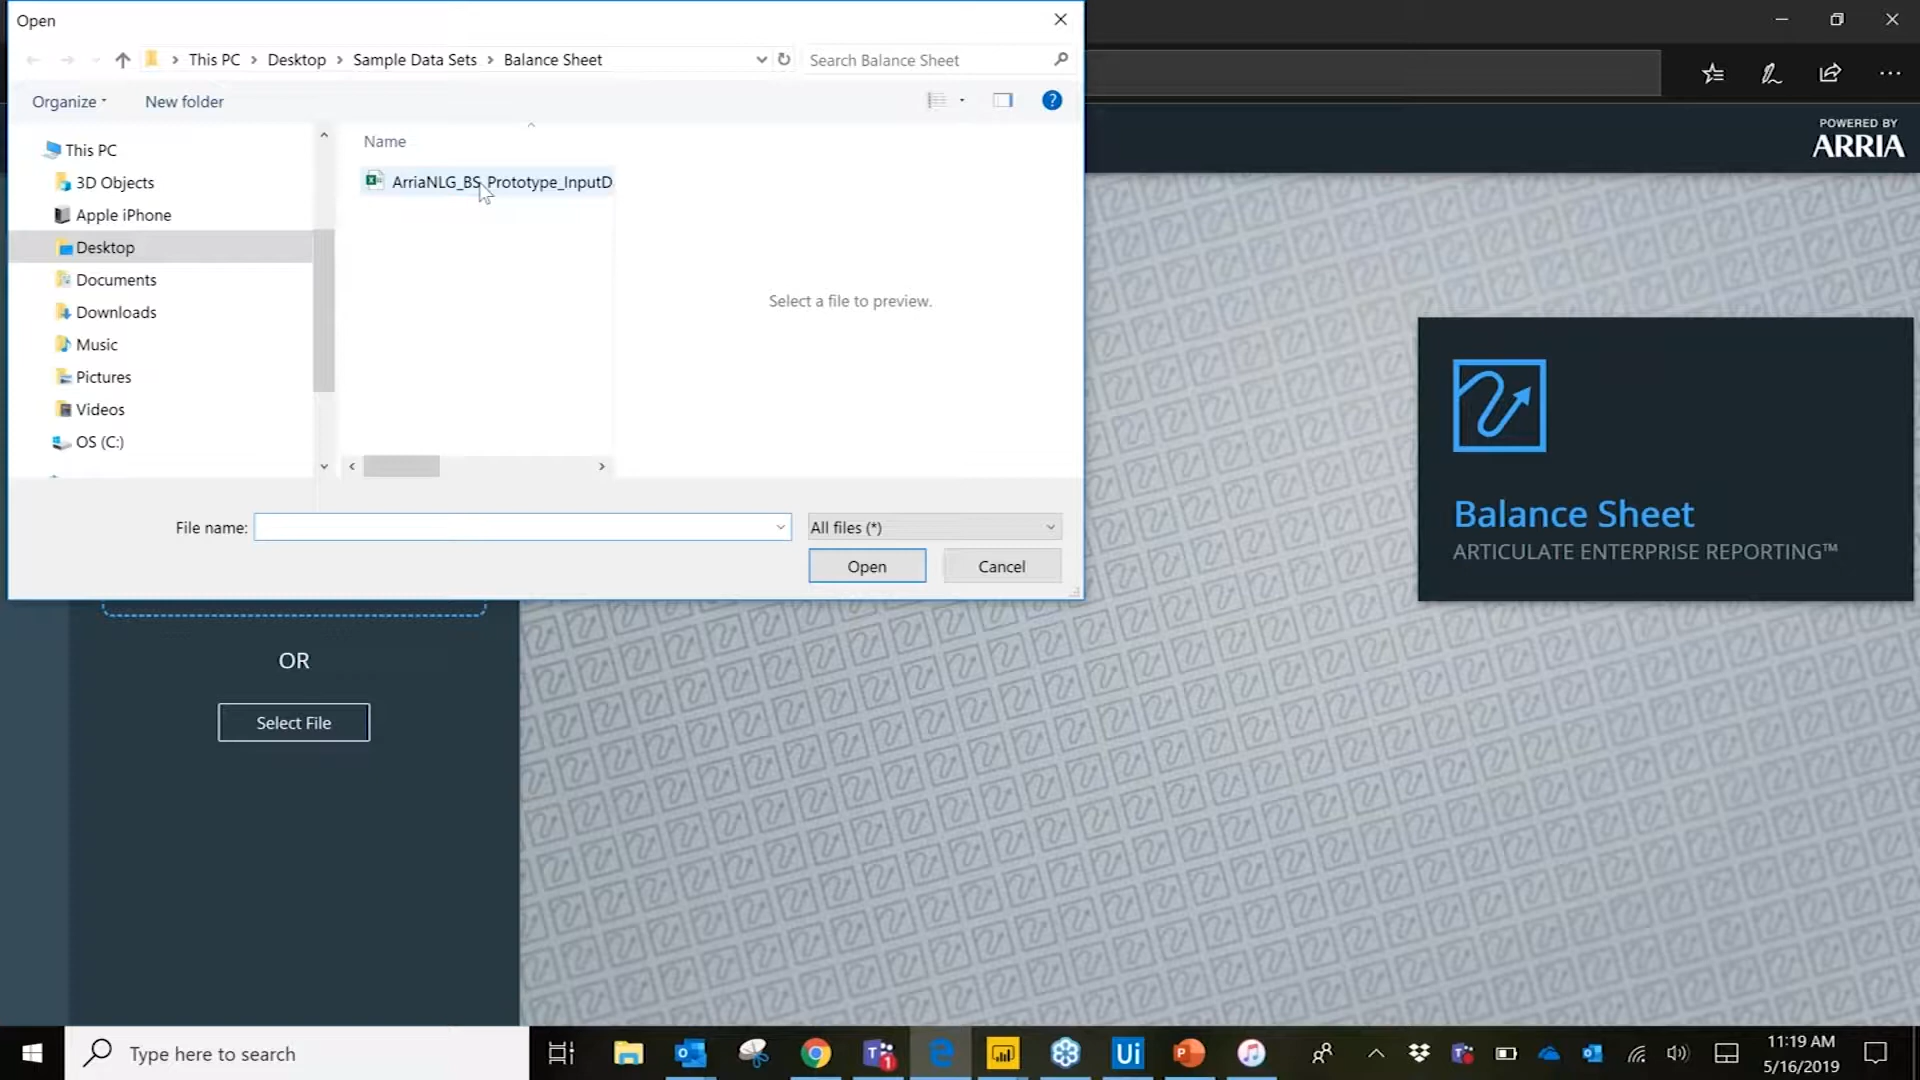 Open
This PC > Desktop > Sample Data Sets > Balance Sheet
Search Balance Sheet
Organize
New folder
This PC
3D Objects
Apple iPhone
Desktop
Documents
Downloads
Music
Pictures
Videos
OS (C:)
Name
ArriaNLG_BS_Prototype_InputD
Select a file to preview.
File name:
All files (*)
Open
Cancel
POWERED BY
ARRIA
Balance Sheet
ARTICULATE ENTERPRISE REPORTING™
OR
Select File
Type here to search
1
Ui
11:19 AM
5/16/2019